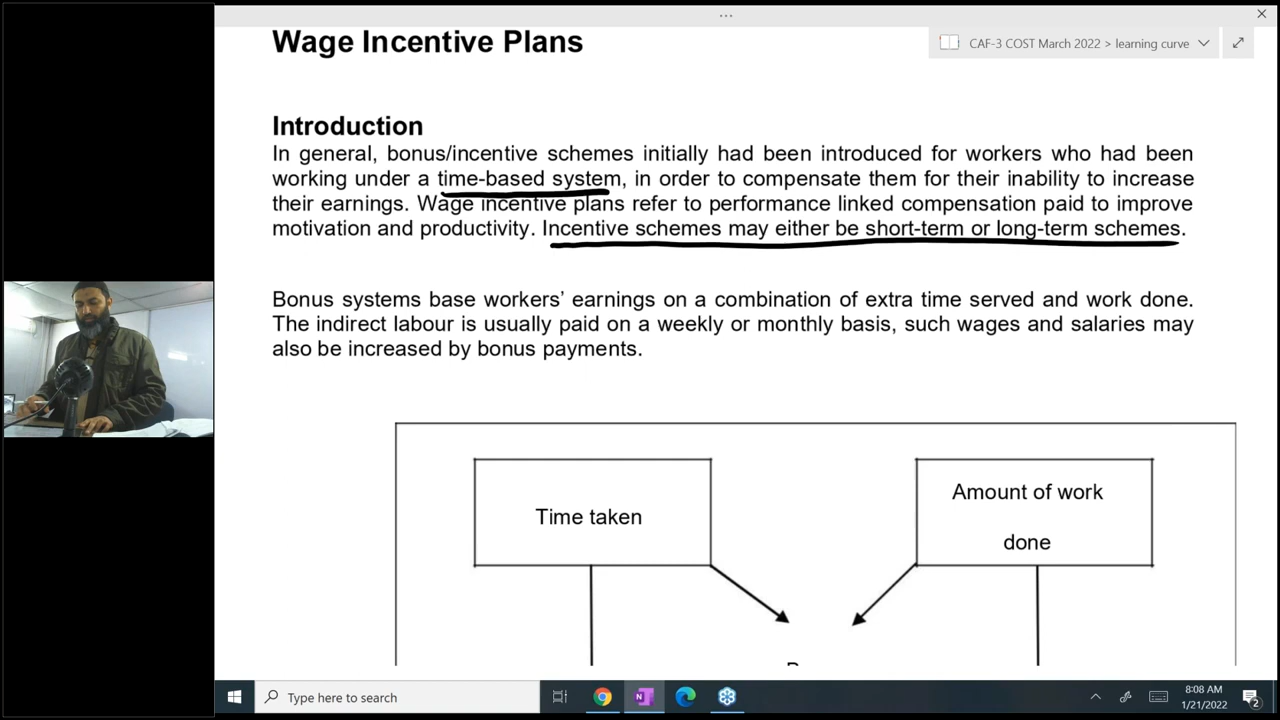 Wage Incentive Plans
CAF-3 COST March 2022 > learning curve
Introduction
In general, bonus/incentive schemes initially had been introduced for workers who had been
working under a time-based system, in order to compensate them for their inability to increase
their earnings. Wage incentive plans refer to performance linked compensation paid to improve
motivation and productivity. Incentive schemes may either be short-term or long-term schemes.
Bonus systems base workers’ earnings on a combination of extra time served and work done.
The indirect labour is usually paid on a weekly or monthly basis, such wages and salaries may
also be increased by bonus payments.
Time taken
Amount of work
done
Type here to search
8:08 AM
1/21/2022
2